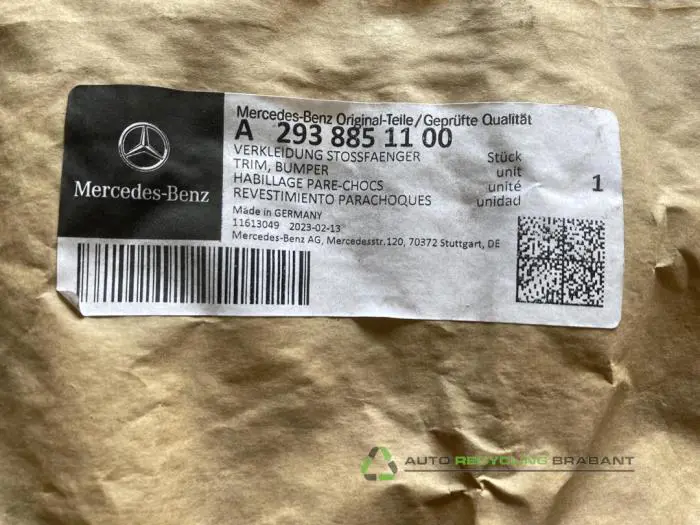 Mercedes-Benz
Mercedes-Benz Original-Teile/Geprüfte Qualität
A 293 885 11 00
VERKLEIDUNG STOSSFAENGER Stück
TRIM, BUMPER unit
HABILLAGE PARE-CHOCS unité 1
REVESTIMIENTO PARACHOQUES unidad
Made in GERMANY
11613049 2023-02-13
Mercedes-Benz AG, Mercedesstr.120, 70372 Stuttgart, DE
AUTO RECYCLING BRABANT